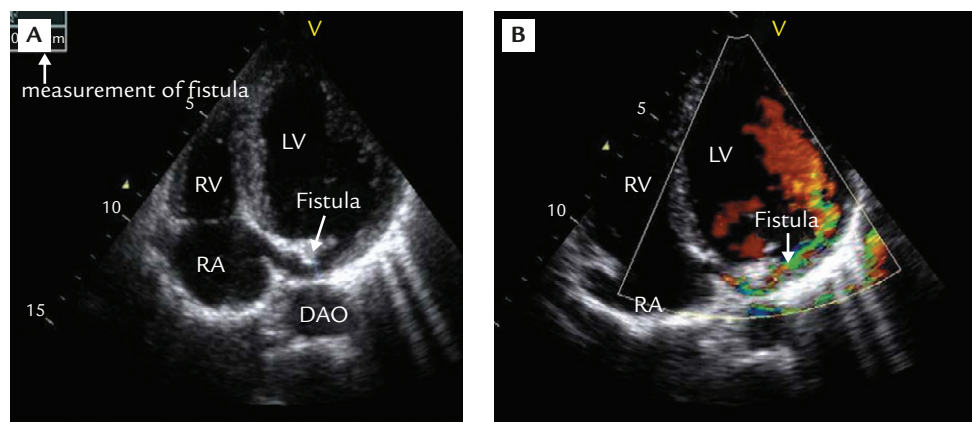 A
V
measurement of fistula
5
LV
RV
Fistula
10
RA
DAO
15
B
V
5
LV
RV
Fistula
10
RA